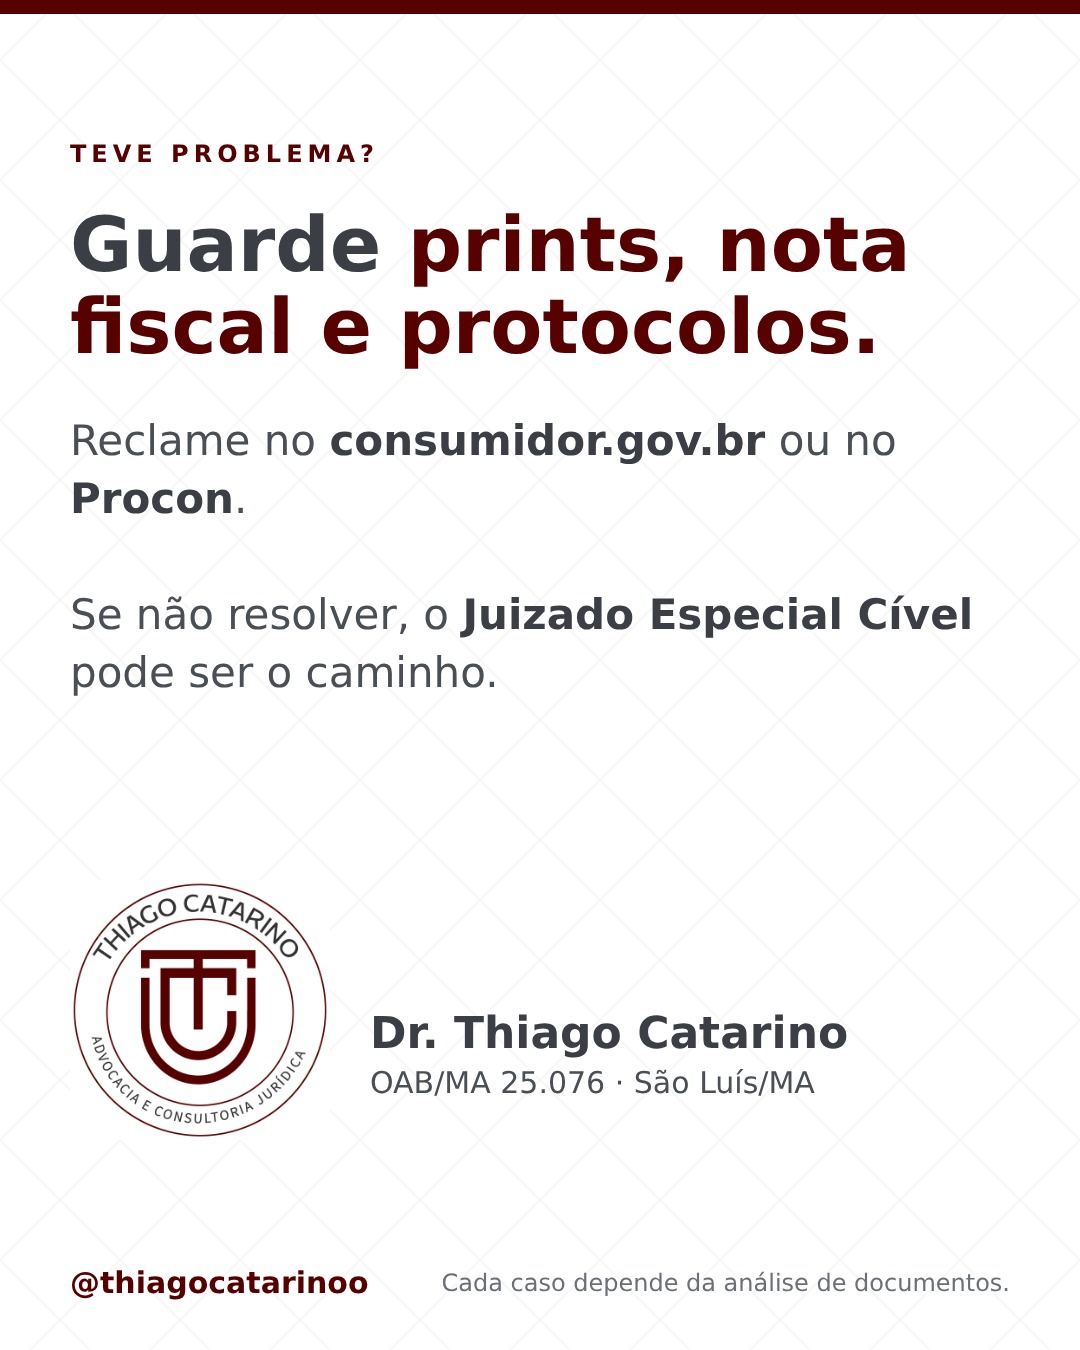 TEVE PROBLEMA?
Guarde prints, nota
fiscal e protocolos.
Reclame no consumidor.gov.br ou no
Procon.
Se não resolver, o Juizado Especial Cível
pode ser o caminho.
THIAGO CATARINO
ADVOCACIA E CONSULTORIA JURÍDICA
Dr. Thiago Catarino
OAB/MA 25.076 · São Luís/MA
@thiagocatarinoo
Cada caso depende da análise de documentos.